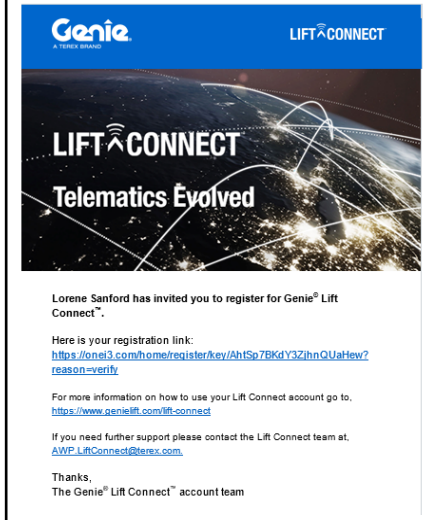 Genie.
A TEREX BRAND
LIFT CONNECT™
LIFT CONNECT™
Telematics Evolved
Lorene Sanford has invited you to register for Genie® Lift
Connect™.
Here is your registration link:
https://onei3.com/home/register/key/AhtSp7BKdY3ZjhnQUaHew?
reason=verify
For more information on how to use your Lift Connect account go to,
https://www.genielift.com/lift-connect
If you need further support please contact the Lift Connect team at,
AWP.LiftConnect@terex.com.
Thanks,
The Genie® Lift Connect™ account team